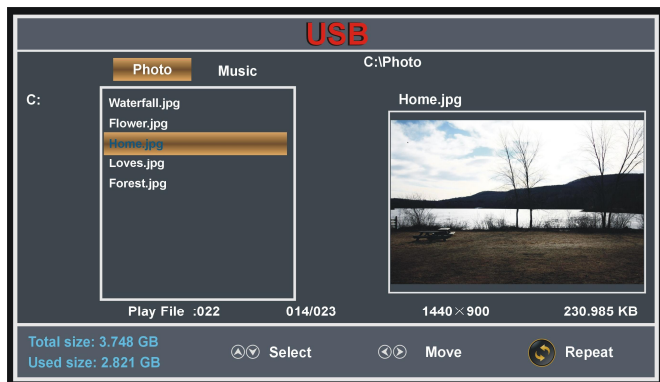 USB
Photo Music C:\Photo
C: Home.jpg
Waterfall.jpg
Flower.jpg
Home.jpg
Loves.jpg
Forest.jpg
Play File :022 014/023 1440×900 230.985 KB
Total size: 3.748 GB
Used size: 2.821 GB
Select Move Repeat